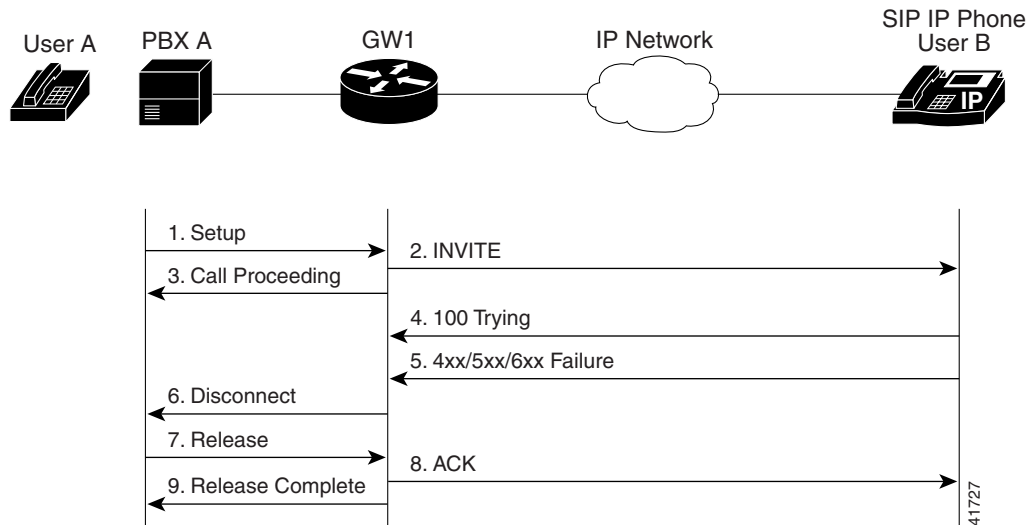 User A
PBX A
GW1
IP Network
SIP IP Phone
User B
IP
1. Setup
2. INVITE
3. Call Proceeding
4. 100 Trying
5. 4xx/5xx/6xx Failure
6. Disconnect
7. Release
8. ACK
9. Release Complete
41727